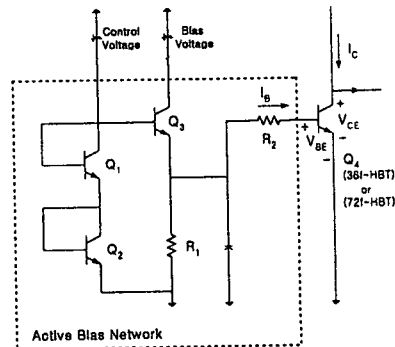 Control
Voltage
Bias
Voltage
I_C
I_B
Q_3
+
V_CE
R_2
+
V_BE
−
−
Q_1
Q_4
(36f-HBT)
or
(72f-HBT)
Q_2
R_1
Active Bias Network